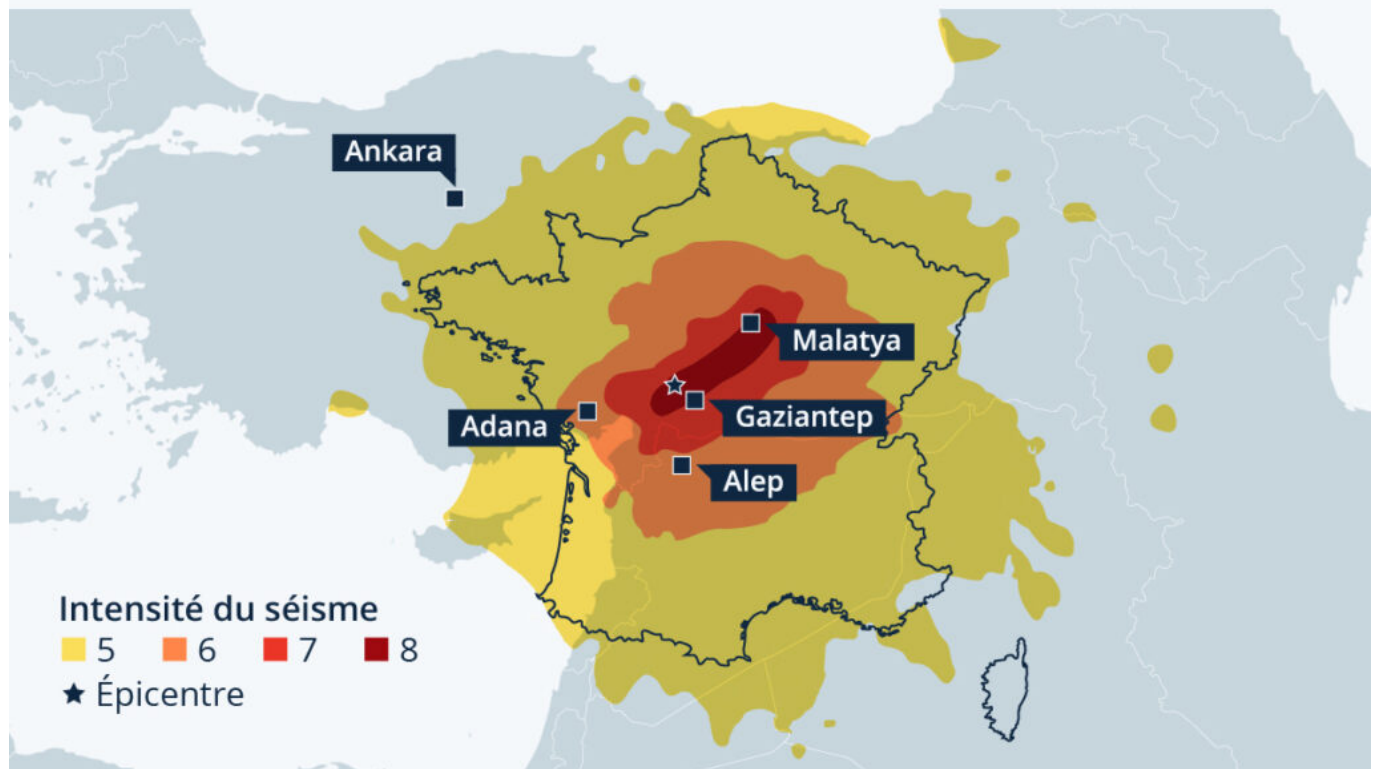 Ankara
Malatya
Gaziantep
Adana
Alep
Intensité du séisme
5 6 7 8
Épicentre